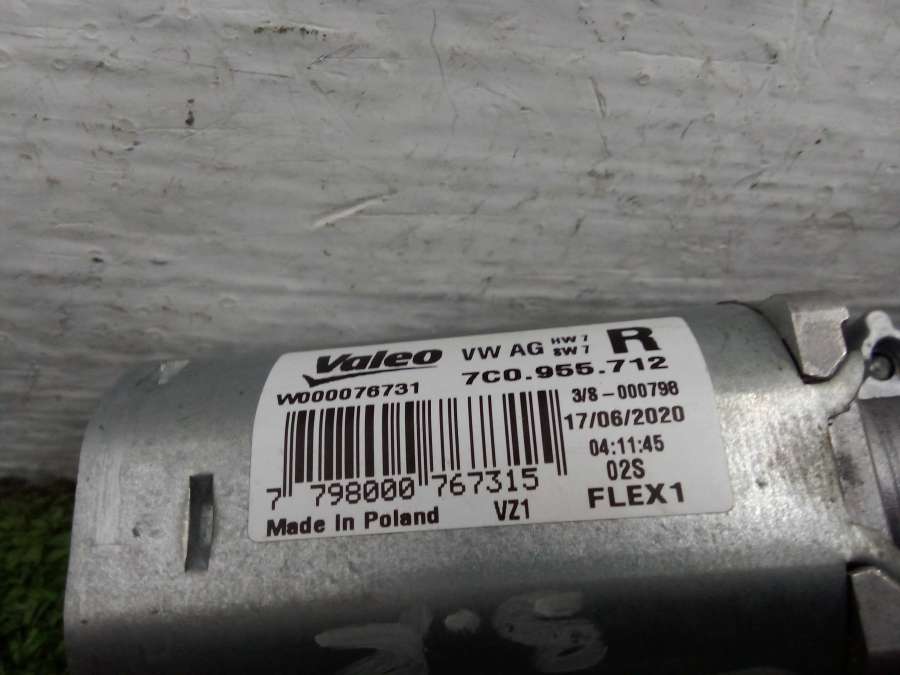 Valeo VW AG HW 7 SW 7 R
W000076731 7C0.955.712
3/8-000798
17/06/2020
04:11:45
02S
7 798000 767315
Made In Poland VZ1 FLEX1